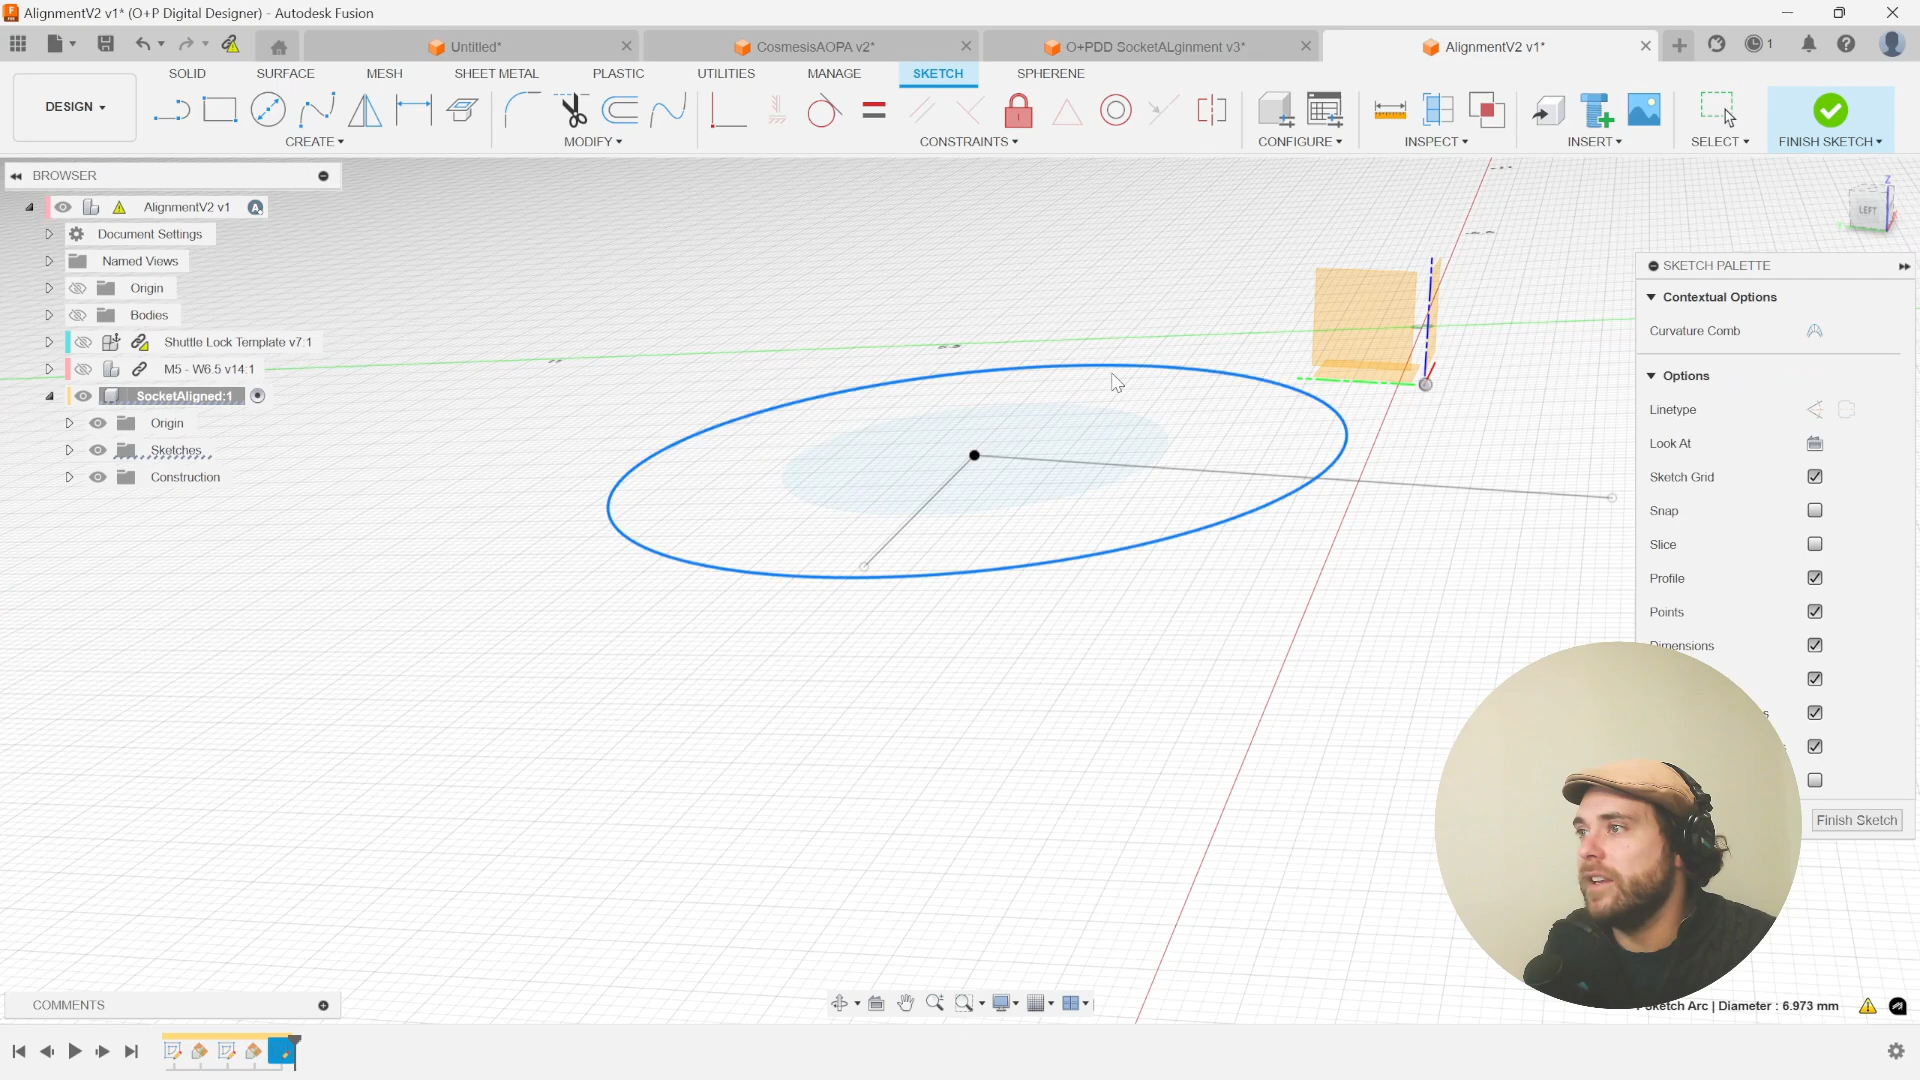 AlignmentV2 v1* (O+P Digital Designer) - Autodesk Fusion
Untitled*
CosmesisAOPA v2*
O+PDD SocketALginment v3*
AlignmentV2 v1*
1
SOLID
SURFACE
MESH
SHEET METAL
PLASTIC
UTILITIES
MANAGE
SKETCH
SPHERENE
DESIGN
CREATE
MODIFY
CONSTRAINTS
CONFIGURE
INSPECT
INSERT
SELECT
FINISH SKETCH
BROWSER
AlignmentV2 v1
A
Document Settings
Named Views
Origin
Bodies
Shuttle Lock Template v7:1
M5 - W6.5 v14:1
SocketAligned:1
Origin
Sketches
Construction
Z
LEFT
SKETCH PALETTE
Contextual Options
Curvature Comb
Options
Linetype
Look At
Sketch Grid
Snap
Slice
Profile
Points
Dimensions
Finish Sketch
COMMENTS
Sketch Arc | Diameter : 6.973 mm